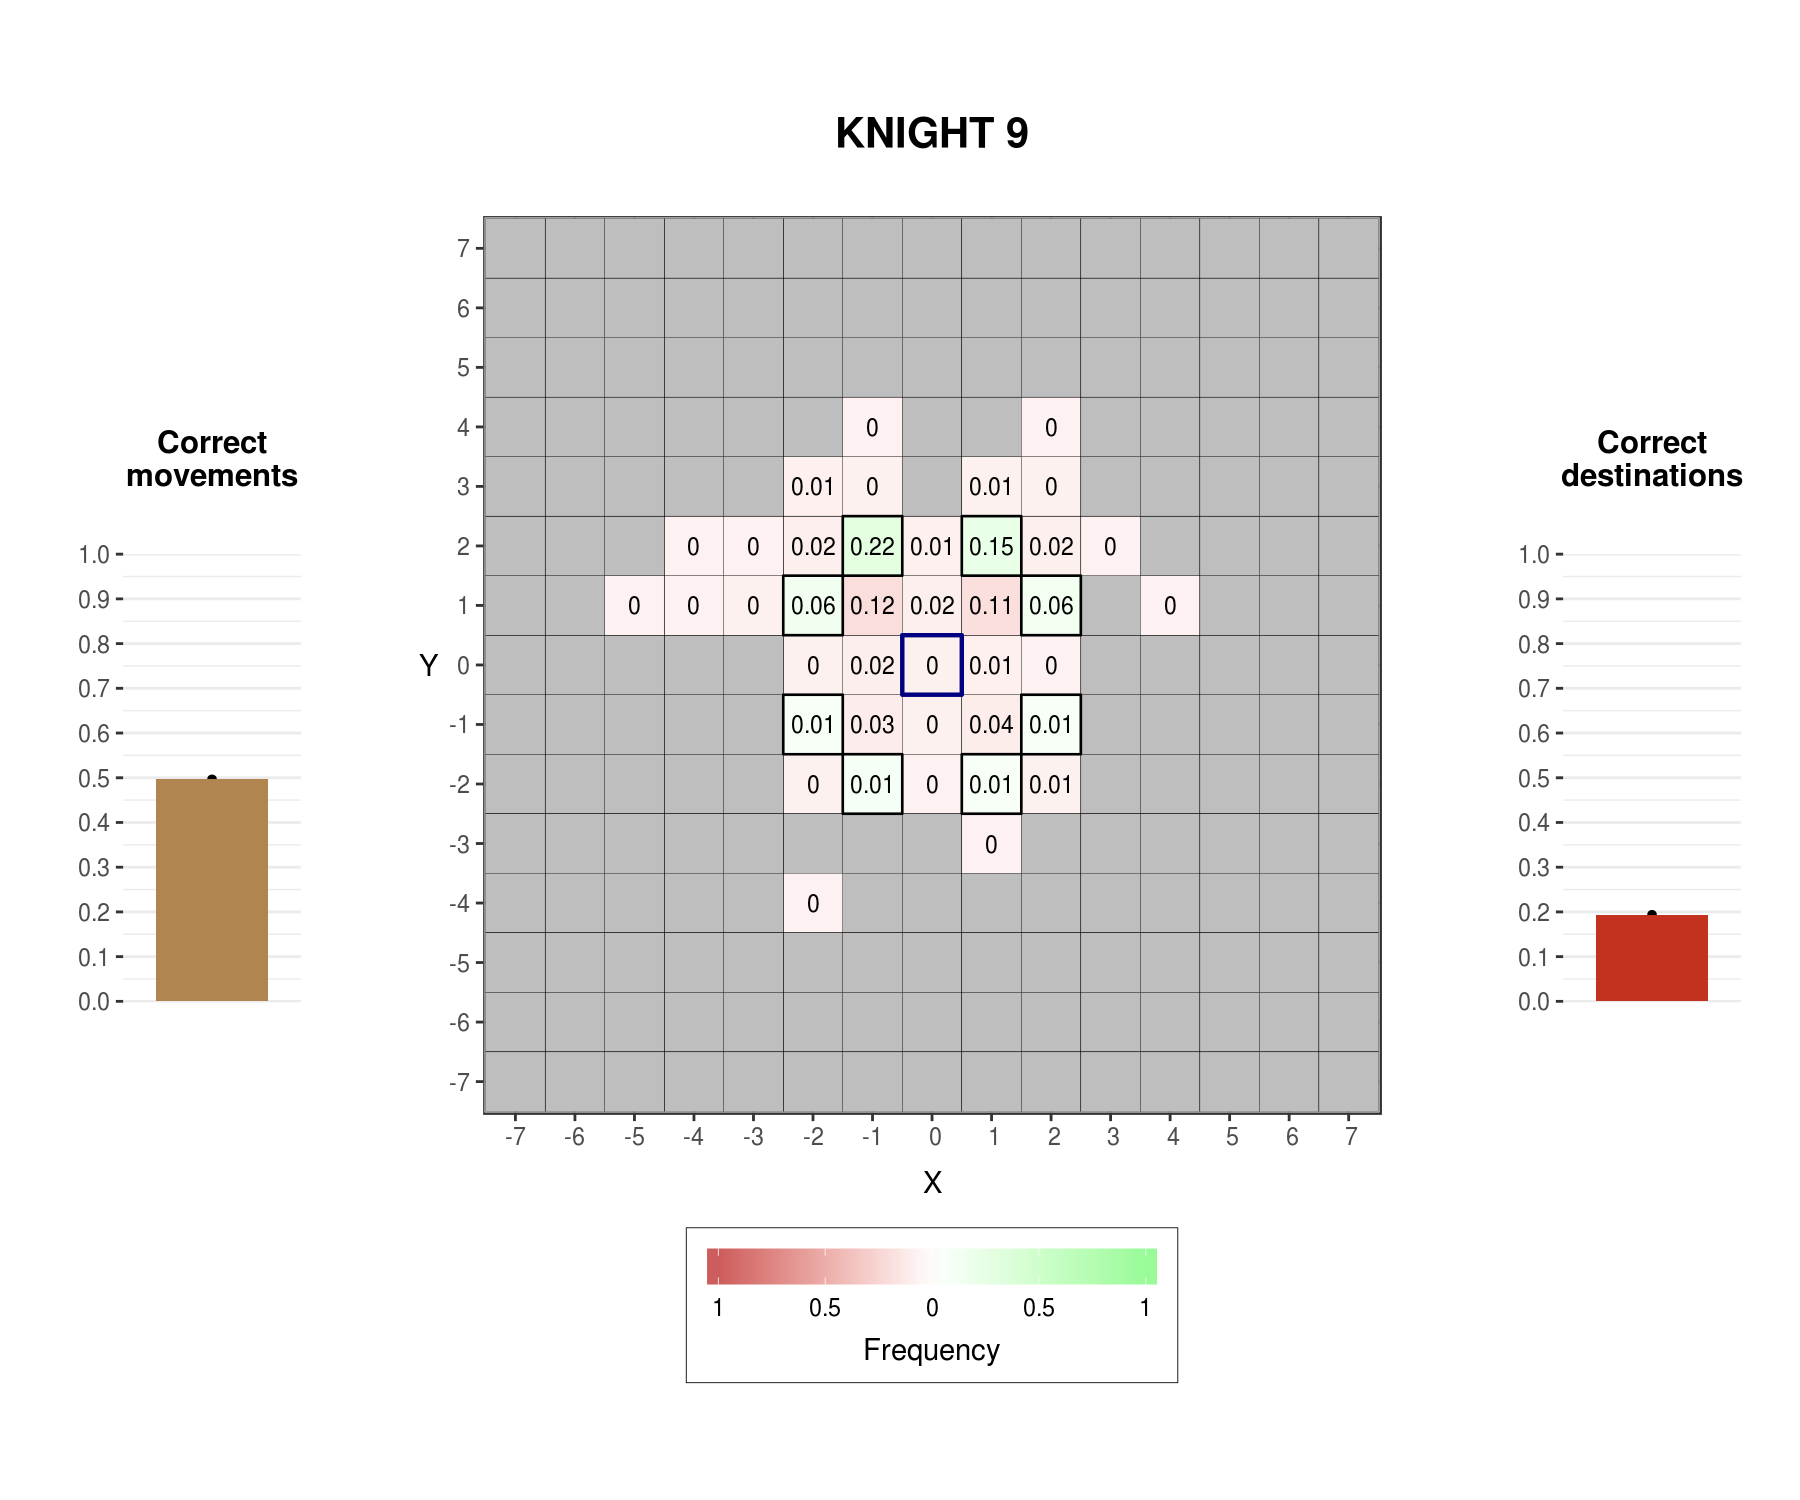 KNIGHT 9
Correct
movements
1.0
0.9
0.8
0.7
0.6
0.5
0.4
0.3
0.2
0.1
0.0
Y
7
6
5
4 0 0
3 0.01 0 0.01 0
2 0 0 0.02 0.22 0.01 0.15 0.02 0
1 0 0 0 0.06 0.12 0.02 0.11 0.06 0
0 0 0.02 0 0.01 0
-1 0.01 0.03 0 0.04 0.01
-2 0 0.01 0 0.01 0.01
-3 0
-4 0
-5
-6
-7
-7 -6 -5 -4 -3 -2 -1 0 1 2 3 4 5 6 7
X
1 0.5 0 0.5 1
Frequency
Correct
destinations
1.0
0.9
0.8
0.7
0.6
0.5
0.4
0.3
0.2
0.1
0.0